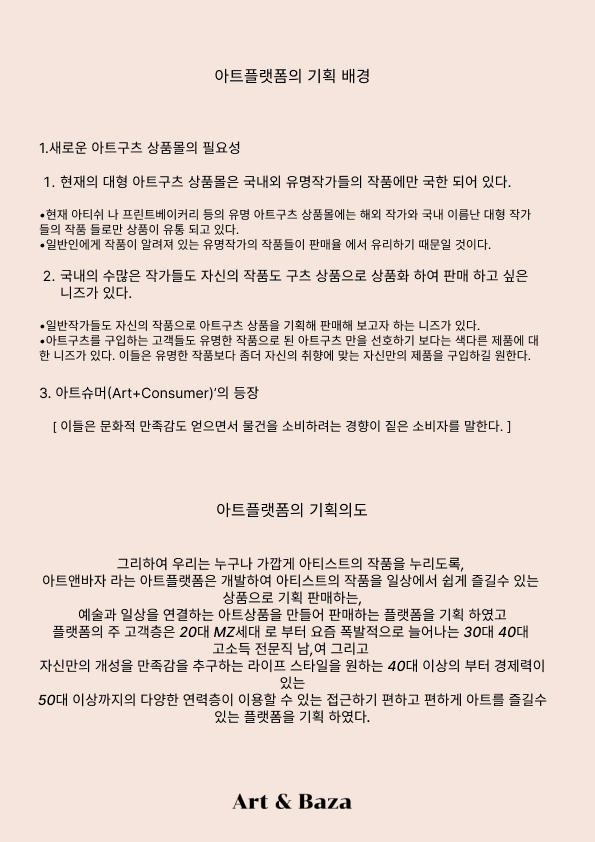 아트플랫폼의 기획 배경
1.새로운 아트구츠 상품몰의 필요성
1. 현재의 대형 아트구츠 상품몰은 국내외 유명작가들의 작품에만 국한 되어 있다.
•현재 아티쉬 나 프린트베이커리 등의 유명 아트구츠 상품몰에는 해외 작가와 국내 이름난 대형 작가
들의 작품 들로만 상품이 유통 되고 있다.
•일반인에게 작품이 알려져 있는 유명작가의 작품들이 판매율 에서 유리하기 때문일 것이다.
2. 국내의 수많은 작가들도 자신의 작품도 구츠 상품으로 상품화 하여 판매 하고 싶은
니즈가 있다.
•일반작가들도 자신의 작품으로 아트구츠 상품을 기획해 판매해 보고자 하는 니즈가 있다.
•아트구츠를 구입하는 고객들도 유명한 작품으로 된 아트구츠 만을 선호하기 보다는 색다른 제품에 대
한 니즈가 있다. 이들은 유명한 작품보다 좀더 자신의 취향에 맞는 자신만의 제품을 구입하길 원한다.
3. 아트슈머(Art+Consumer)'의 등장
[ 이들은 문화적 만족감도 얻으면서 물건을 소비하려는 경향이 짙은 소비자를 말한다. ]
아트플랫폼의 기획의도
그리하여 우리는 누구나 가깝게 아티스트의 작품을 누리도록,
아트앤바자 라는 아트플랫폼은 개발하여 아티스트의 작품을 일상에서 쉽게 즐길수 있는
상품으로 기획 판매하는,
예술과 일상을 연결하는 아트상품을 만들어 판매하는 플랫폼을 기획 하였고
플랫폼의 주 고객층은 20대 MZ세대 로 부터 요즘 폭발적으로 늘어나는 30대 40대
고소득 전문직 남,여 그리고
자신만의 개성을 만족감을 추구하는 라이프 스타일을 원하는 40대 이상의 부터 경제력이
있는
50대 이상까지의 다양한 연력층이 이용할 수 있는 접근하기 편하고 편하게 아트를 즐길수
있는 플랫폼을 기획 하였다.
Art & Baza